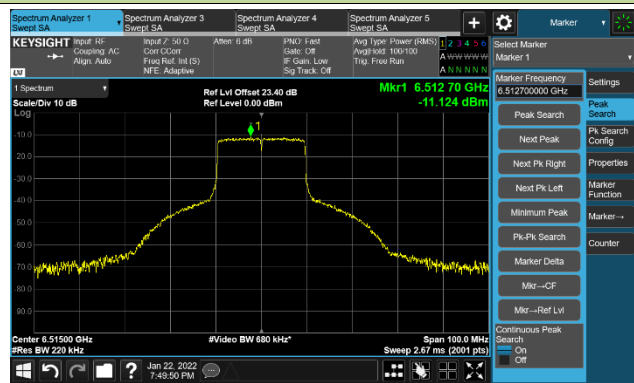 Spectrum Analyzer 1
Swept SA
Spectrum Analyzer 3
Swept SA
Spectrum Analyzer 4
Swept SA
Spectrum Analyzer 5
Swept SA
+
Marker
KEYSIGHT
Input: RF
Coupling: AC
Align: Auto
Input Z: 50 Ω
Corr CCorr
Freq Ref: Int (S)
NFE: Adaptive
Atten: 6 dB
PNO: Fast
Gate: Off
IF Gain: Low
Sig Track: Off
Avg Type: Power (RMS)
Avg|Hold: 100/100
Trig: Free Run
1 2 3 4 5 6
A W W W W W
A N N N N N
LXI
Select Marker
Marker 1
1 Spectrum
Scale/Div 10 dB
Ref Lvl Offset 23.40 dB
Ref Level 0.00 dBm
Mkr1 6.512 70 GHz
-11.124 dBm
Log
1
-10.0
-20.0
-30.0
-40.0
-50.0
-60.0
-70.0
-80.0
-90.0
Center 6.51500 GHz
#Res BW 220 kHz
#Video BW 680 kHz*
Span 100.0 MHz
Sweep 2.67 ms (2001 pts)
Marker Frequency
6.512700000 GHz
Peak Search
Next Peak
Next Pk Right
Next Pk Left
Minimum Peak
Pk-Pk Search
Marker Delta
Mkr→CF
Mkr→Ref Lvl
Continuous Peak
Search
On
Off
Settings
Peak
Search
Pk Search
Config
Properties
Marker
Function
Marker→
Counter
?
Jan 22, 2022
7:49:50 PM